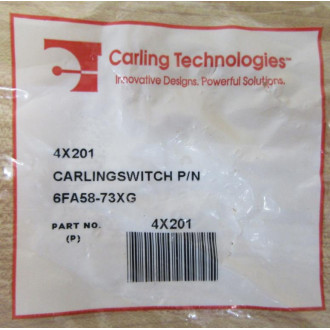 Carling Technologies™
Innovative Designs. Powerful Solutions.
4X201
CARLINGSWITCH P/N
6FA58-73XG
PART NO. 4X201
(P)